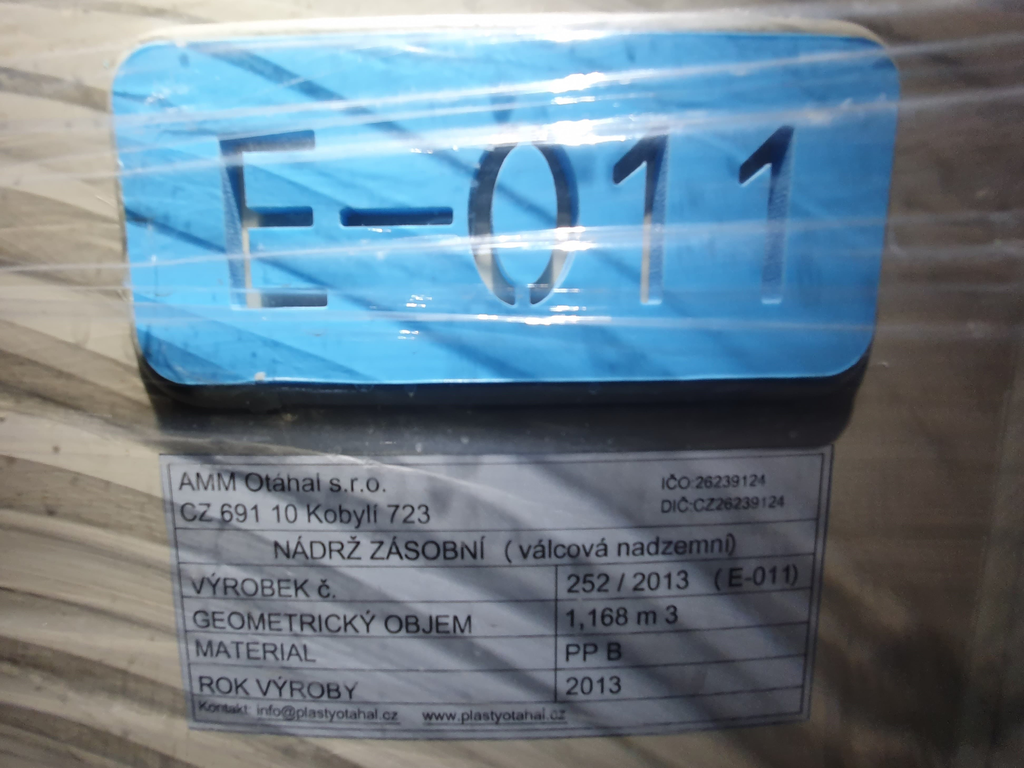 E-011
AMM Otáhal s.r.o. IČO:26239124
CZ 691 10 Kobylí 723 DIČ:CZ26239124
NÁDRŽ ZÁSOBNÍ ( válcová nadzemní)
VÝROBEK č. 252 / 2013 ( E-011)
GEOMETRICKÝ OBJEM 1,168 m 3
MATERIAL PP B
ROK VÝROBY 2013
Kontakt: info@plastyotahal.cz www.plastyotahal.cz